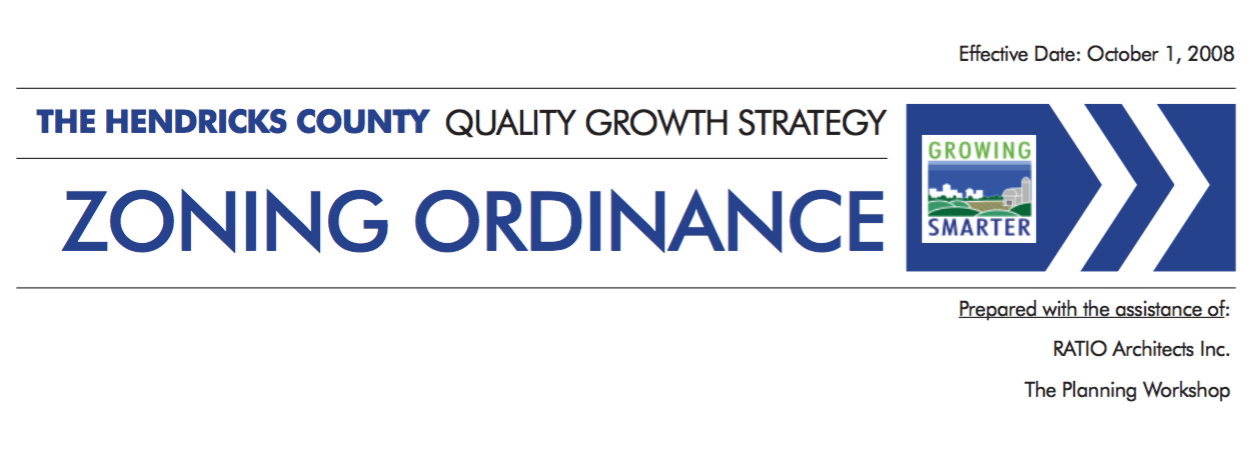 Effective Date: October 1, 2008
THE HENDRICKS COUNTY QUALITY GROWTH STRATEGY
ZONING ORDINANCE
GROWING
SMARTER
Prepared with the assistance of:
RATIO Architects Inc.
The Planning Workshop